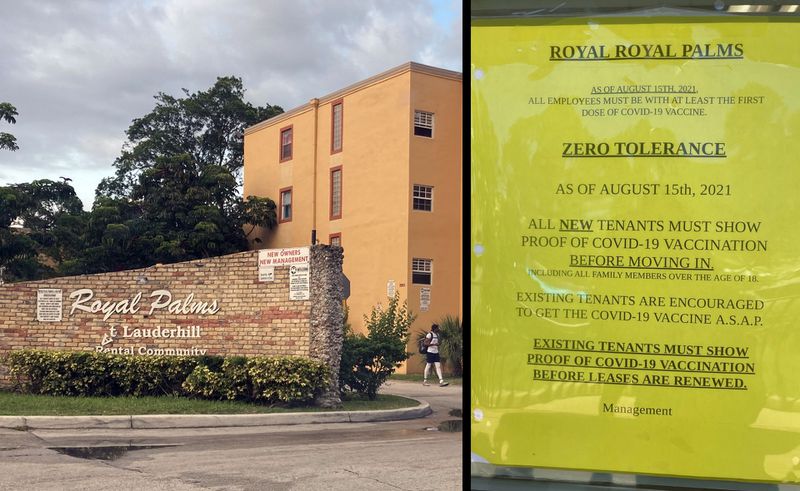 NEW OWNERS
NEW MANAGEMENT
Royal Palms
t Lauderhill
Rental Community
ROYAL ROYAL PALMS
AS OF AUGUST 15TH, 2021,
ALL EMPLOYEES MUST BE WITH AT LEAST THE FIRST
DOSE OF COVID-19 VACCINE.
ZERO TOLERANCE
AS OF AUGUST 15th, 2021
ALL NEW TENANTS MUST SHOW
PROOF OF COVID-19 VACCINATION
BEFORE MOVING IN.
INCLUDING ALL FAMILY MEMBERS OVER THE AGE OF 18.
EXISTING TENANTS ARE ENCOURAGED
TO GET THE COVID-19 VACCINE A.S.A.P.
EXISTING TENANTS MUST SHOW
PROOF OF COVID-19 VACCINATION
BEFORE LEASES ARE RENEWED.
Management